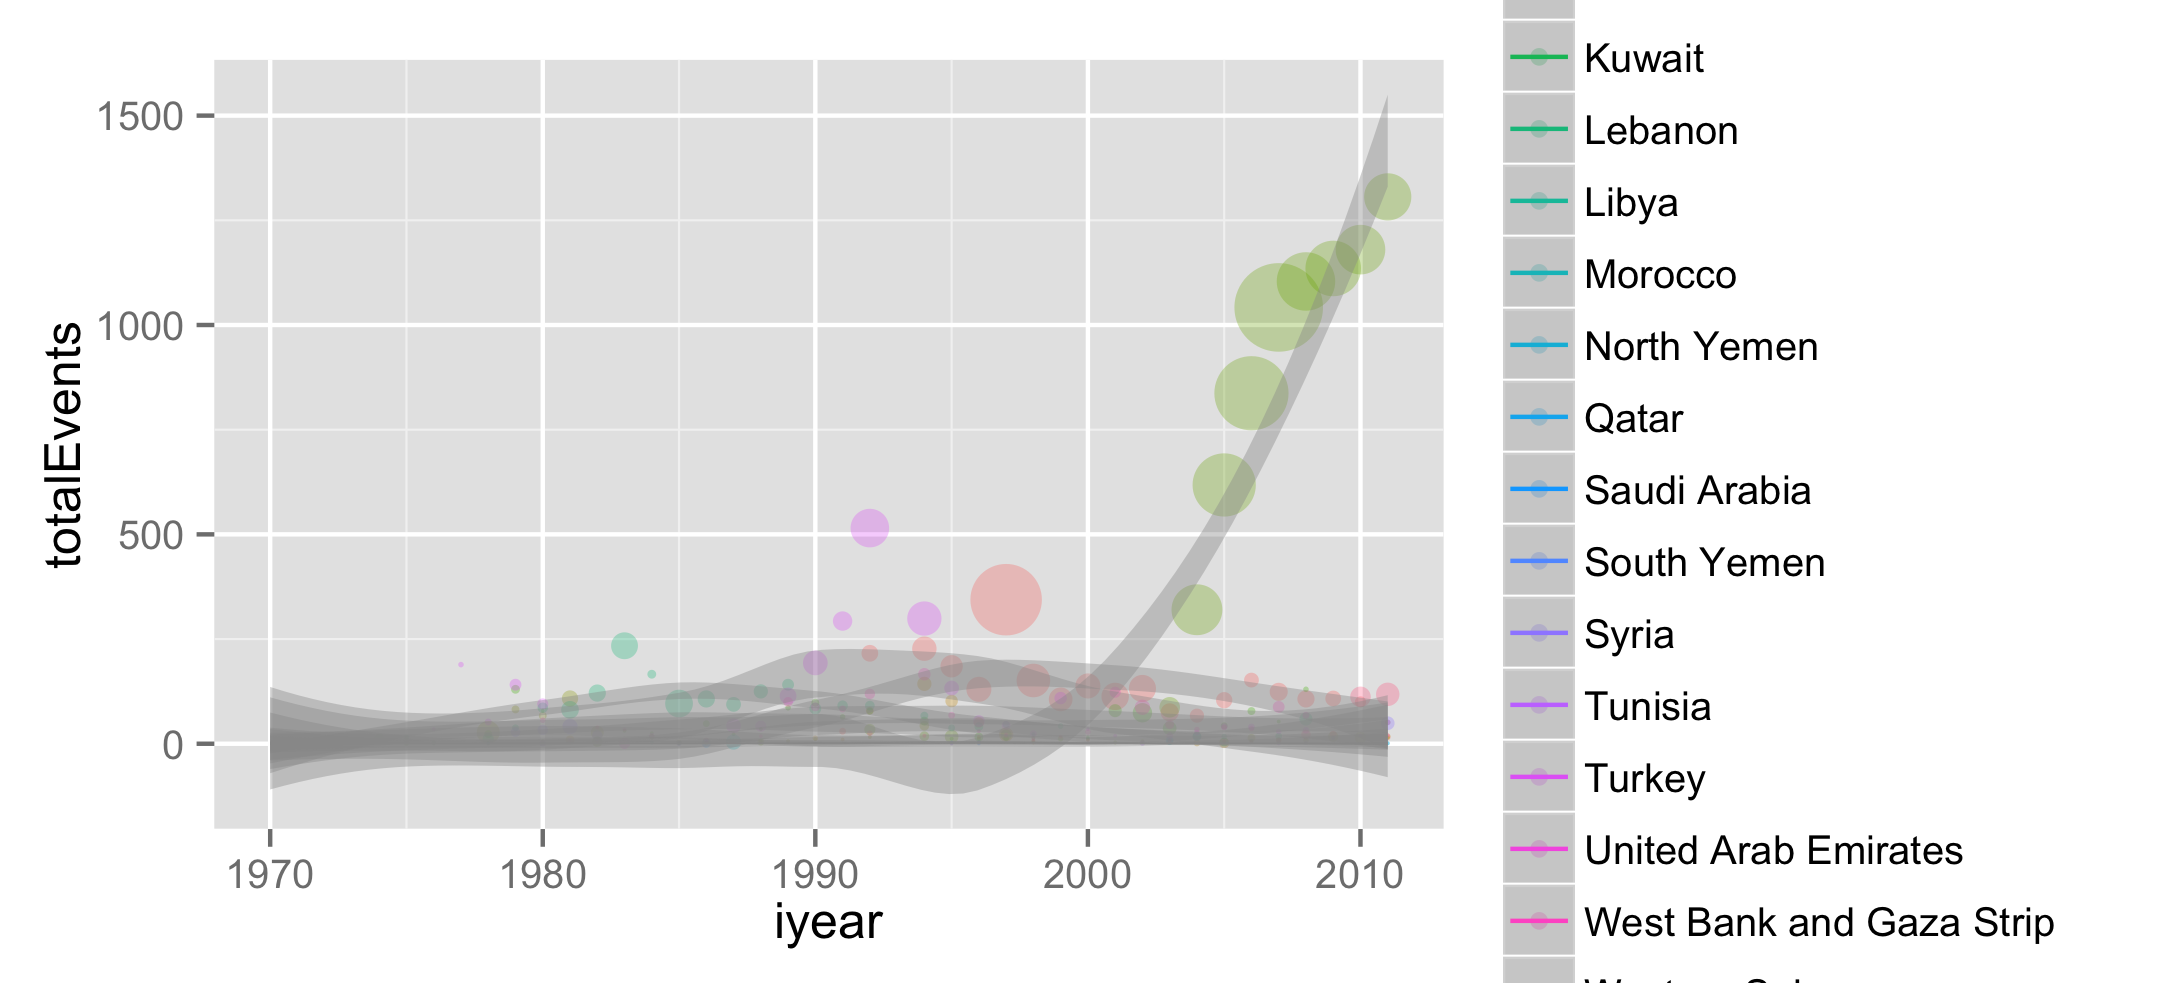 totalEvents
1500
1000
500
0
1970 1980 1990 2000 2010
iyear
Kuwait
Lebanon
Libya
Morocco
North Yemen
Qatar
Saudi Arabia
South Yemen
Syria
Tunisia
Turkey
United Arab Emirates
West Bank and Gaza Strip